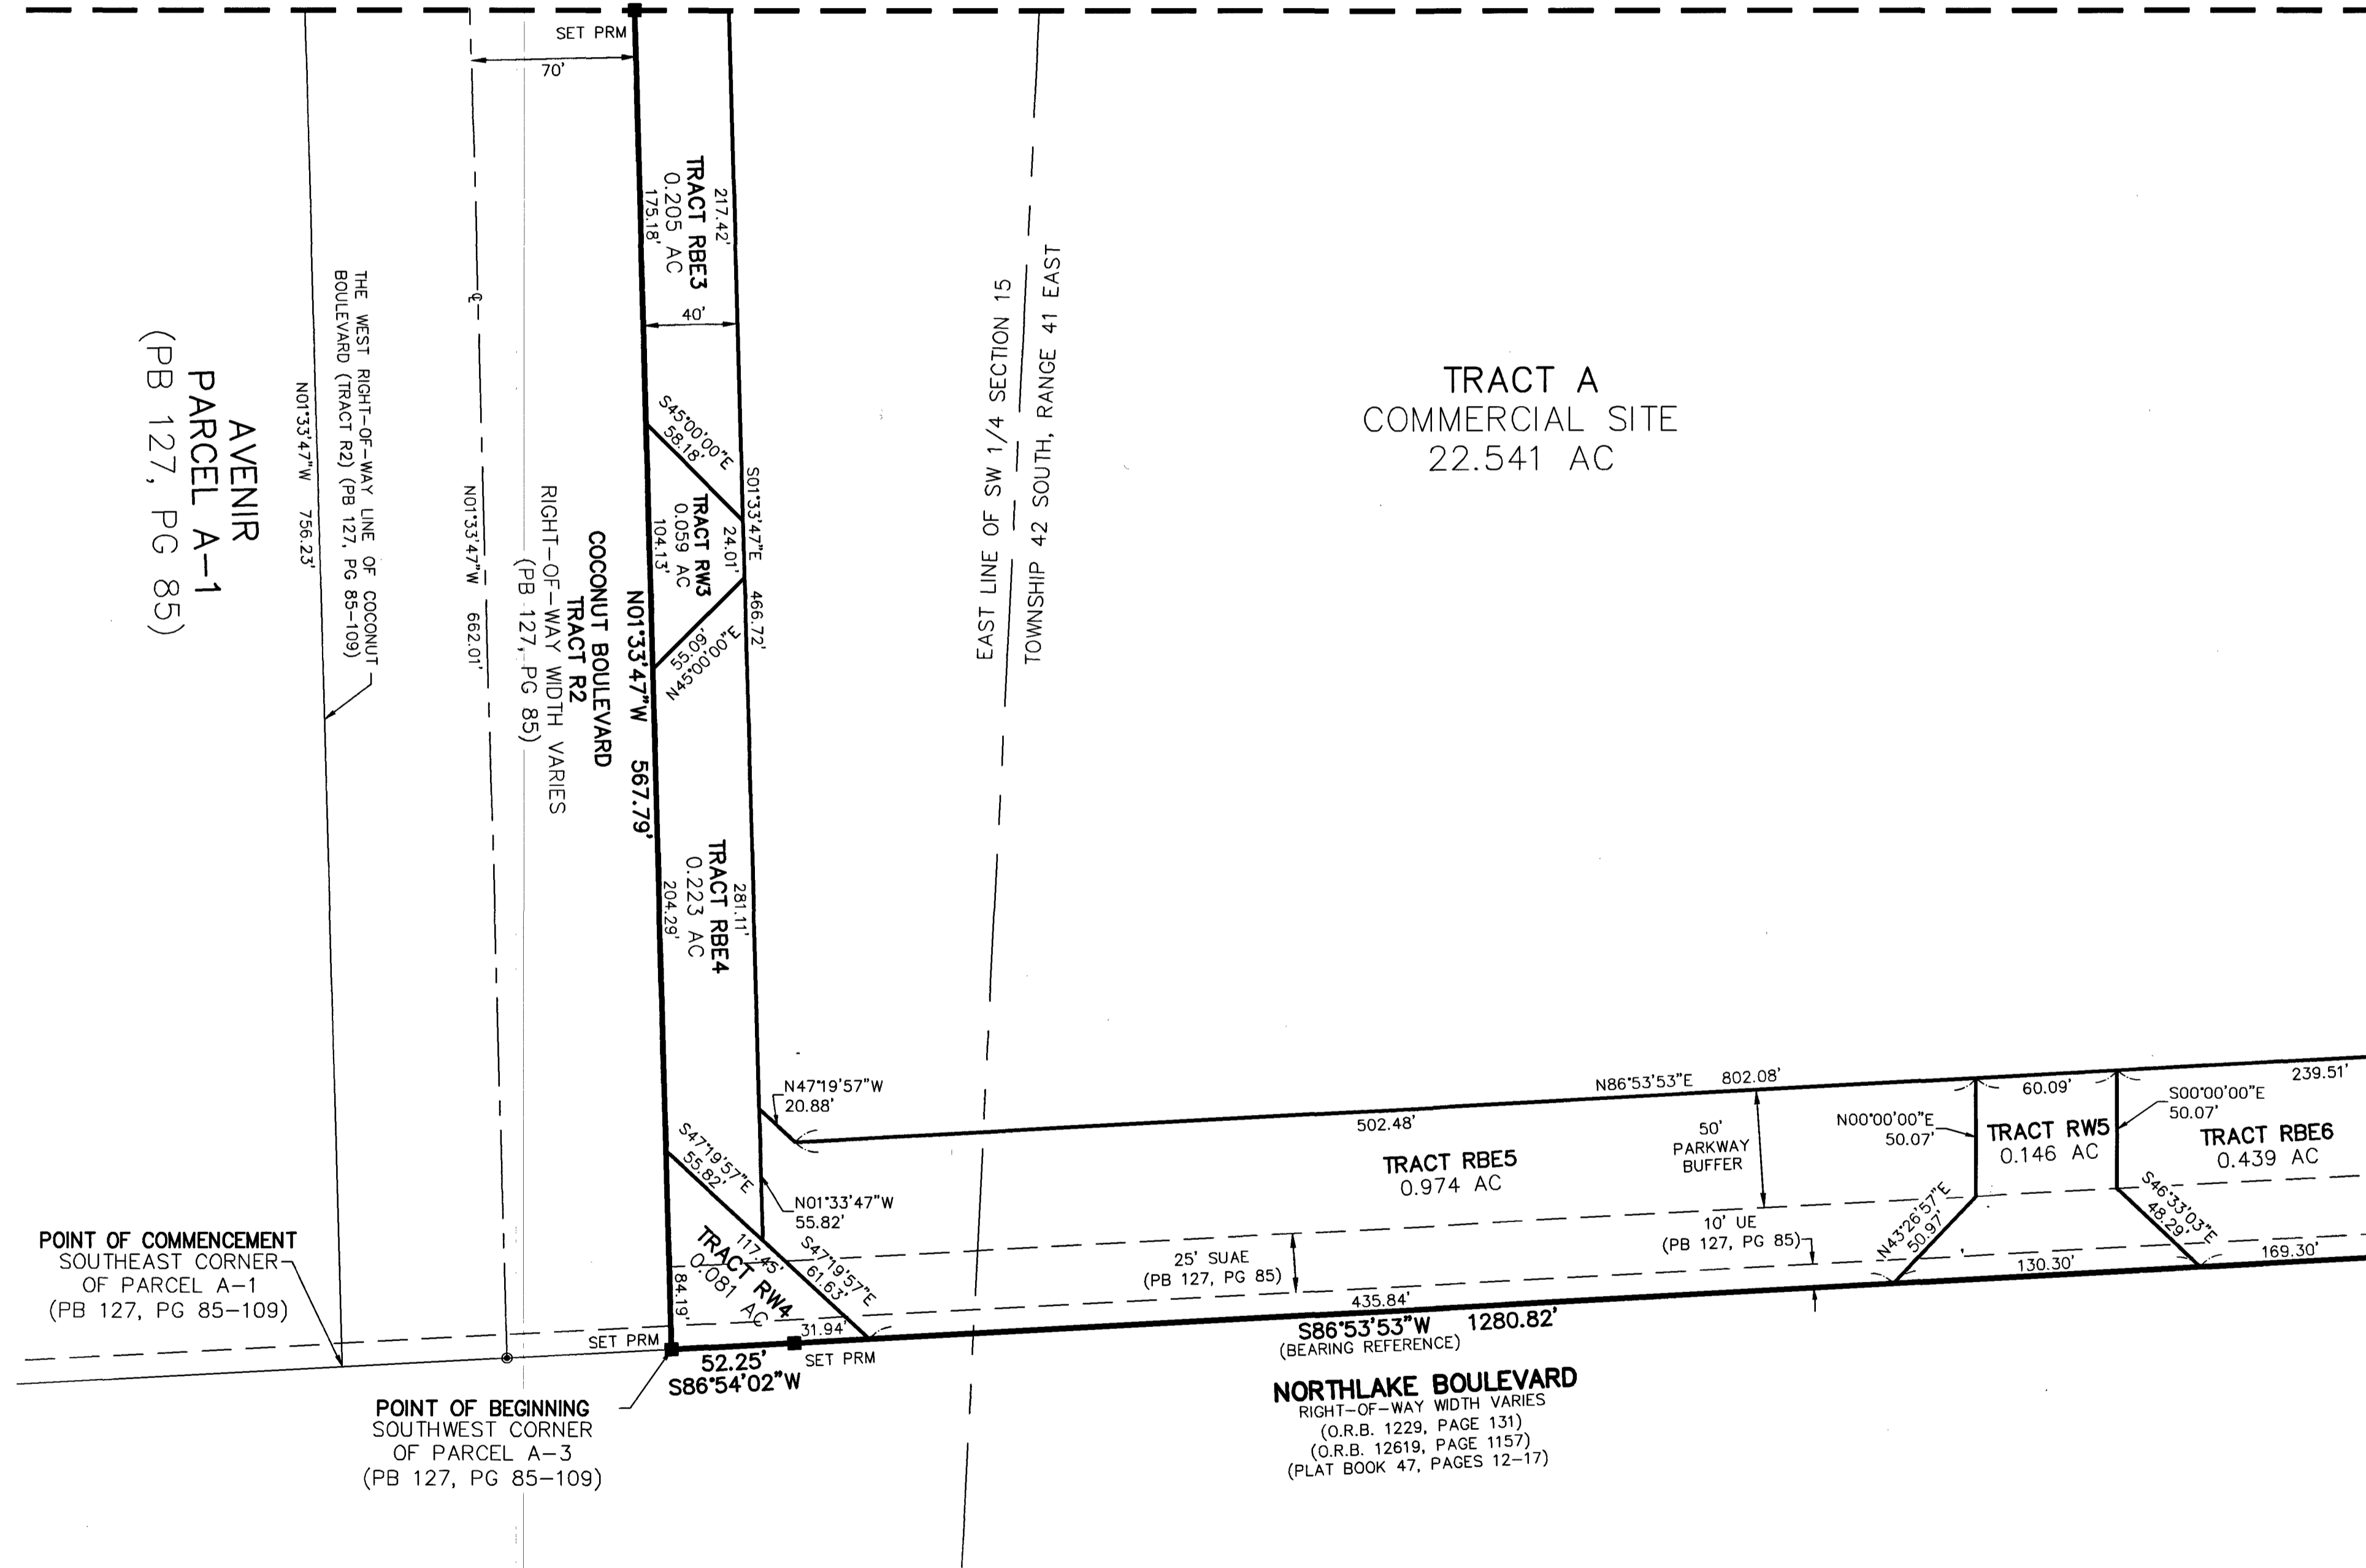 SET PRM
70'
TRACT RBE3
0.205 AC
217.42'
175.18'
40'
S45°00'00"E
58.18'
TRACT RW3
0.059 AC
24.01'
104.13'
S01°33'47"E 466.72'
55.09'
N45°00'00"E
THE WEST RIGHT-OF-WAY LINE OF COCONUT
BOULEVARD (TRACT R2) (PB 127, PG 85-109)
AVENIR
PARCEL A-1
(PB 127, PG 85)
N01°33'47"W 756.23'
N01°33'47"W 662.01'
COCONUT BOULEVARD
TRACT R2
RIGHT-OF-WAY WIDTH VARIES
(PB 127, PG 85)
N01°33'47"W 567.79'
EAST LINE OF SW 1/4 SECTION 15
TOWNSHIP 42 SOUTH, RANGE 41 EAST
TRACT A
COMMERCIAL SITE
22.541 AC
TRACT RBE4
0.223 AC
281.11'
204.29'
N47°19'57"W
20.88'
S47°19'57"E
55.82'
N01°33'47"W
55.82'
TRACT RW4
0.081 AC
117.45'
S47°19'57"E
61.63'
84.19'
31.94'
N86°53'53"E 802.08'
502.48'
60.09'
239.51'
TRACT RBE5
0.974 AC
50'
PARKWAY
BUFFER
N00°00'00"E
50.07'
TRACT RW5
0.146 AC
S00°00'00"E
50.07'
TRACT RBE6
0.439 AC
N43°26'57"E
50.97'
S46°33'03"E
48.29'
10' UE
(PB 127, PG 85)
25' SUAE
(PB 127, PG 85)
130.30'
169.30'
435.84'
S86°53'53"W 1280.82'
(BEARING REFERENCE)
POINT OF COMMENCEMENT
SOUTHEAST CORNER
OF PARCEL A-1
(PB 127, PG 85-109)
SET PRM
52.25'
S86°54'02"W
SET PRM
POINT OF BEGINNING
SOUTHWEST CORNER
OF PARCEL A-3
(PB 127, PG 85-109)
NORTHLAKE BOULEVARD
RIGHT-OF-WAY WIDTH VARIES
(O.R.B. 1229, PAGE 131)
(O.R.B. 12619, PAGE 1157)
(PLAT BOOK 47, PAGES 12-17)